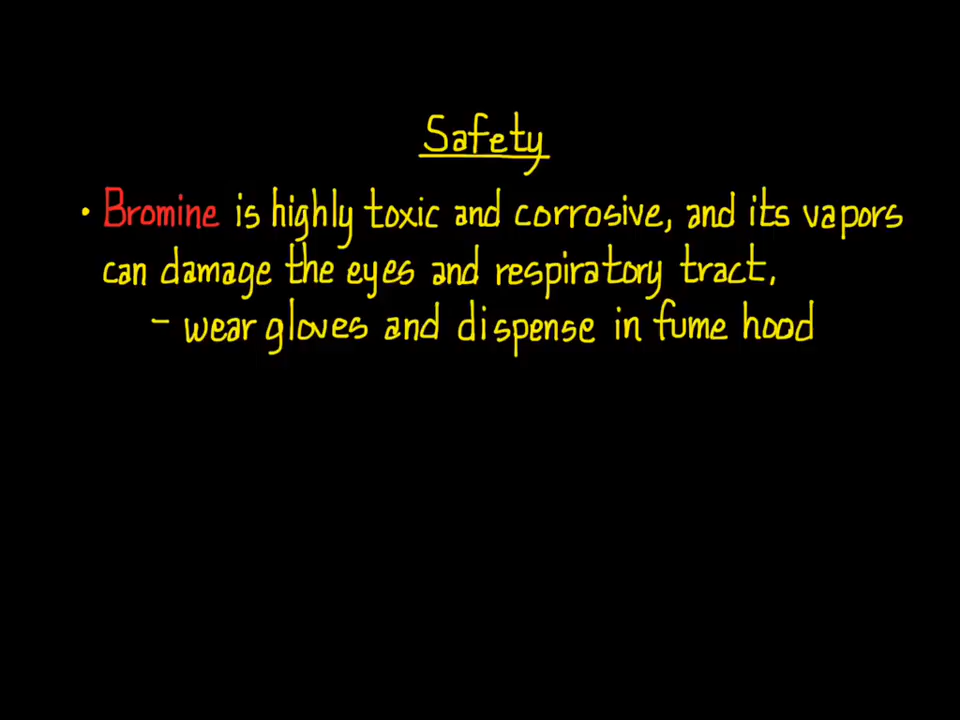 Safety
• Bromine is highly toxic and corrosive, and its vapors
can damage the eyes and respiratory tract,
- wear gloves and dispense in fume hood